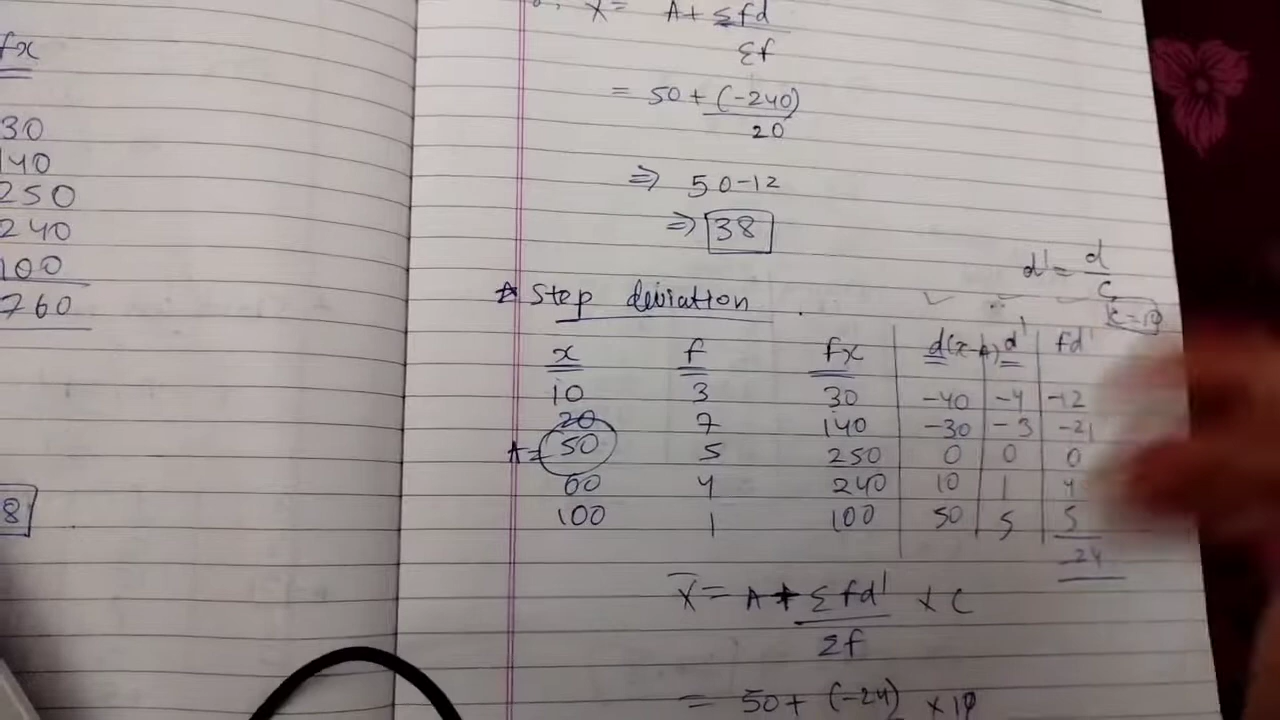 fx
30
140
250
240
100
760
8
X̄ = A + Σfd
Σf
= 50 + (-240)
20
⇒ 50-12
⇒ 38
d' = d
c
c=10
* Step deviation
x f fx d(x-A) d' fd'
10 3 30 -40 -4 -12
20 7 140 -30 -3 -21
A= 50 5 250 0 0 0
60 4 240 10 1 4
100 1 100 50 5 5
-24
X̄ = A + Σfd' × C
Σf
= 50 + (-24) × 10